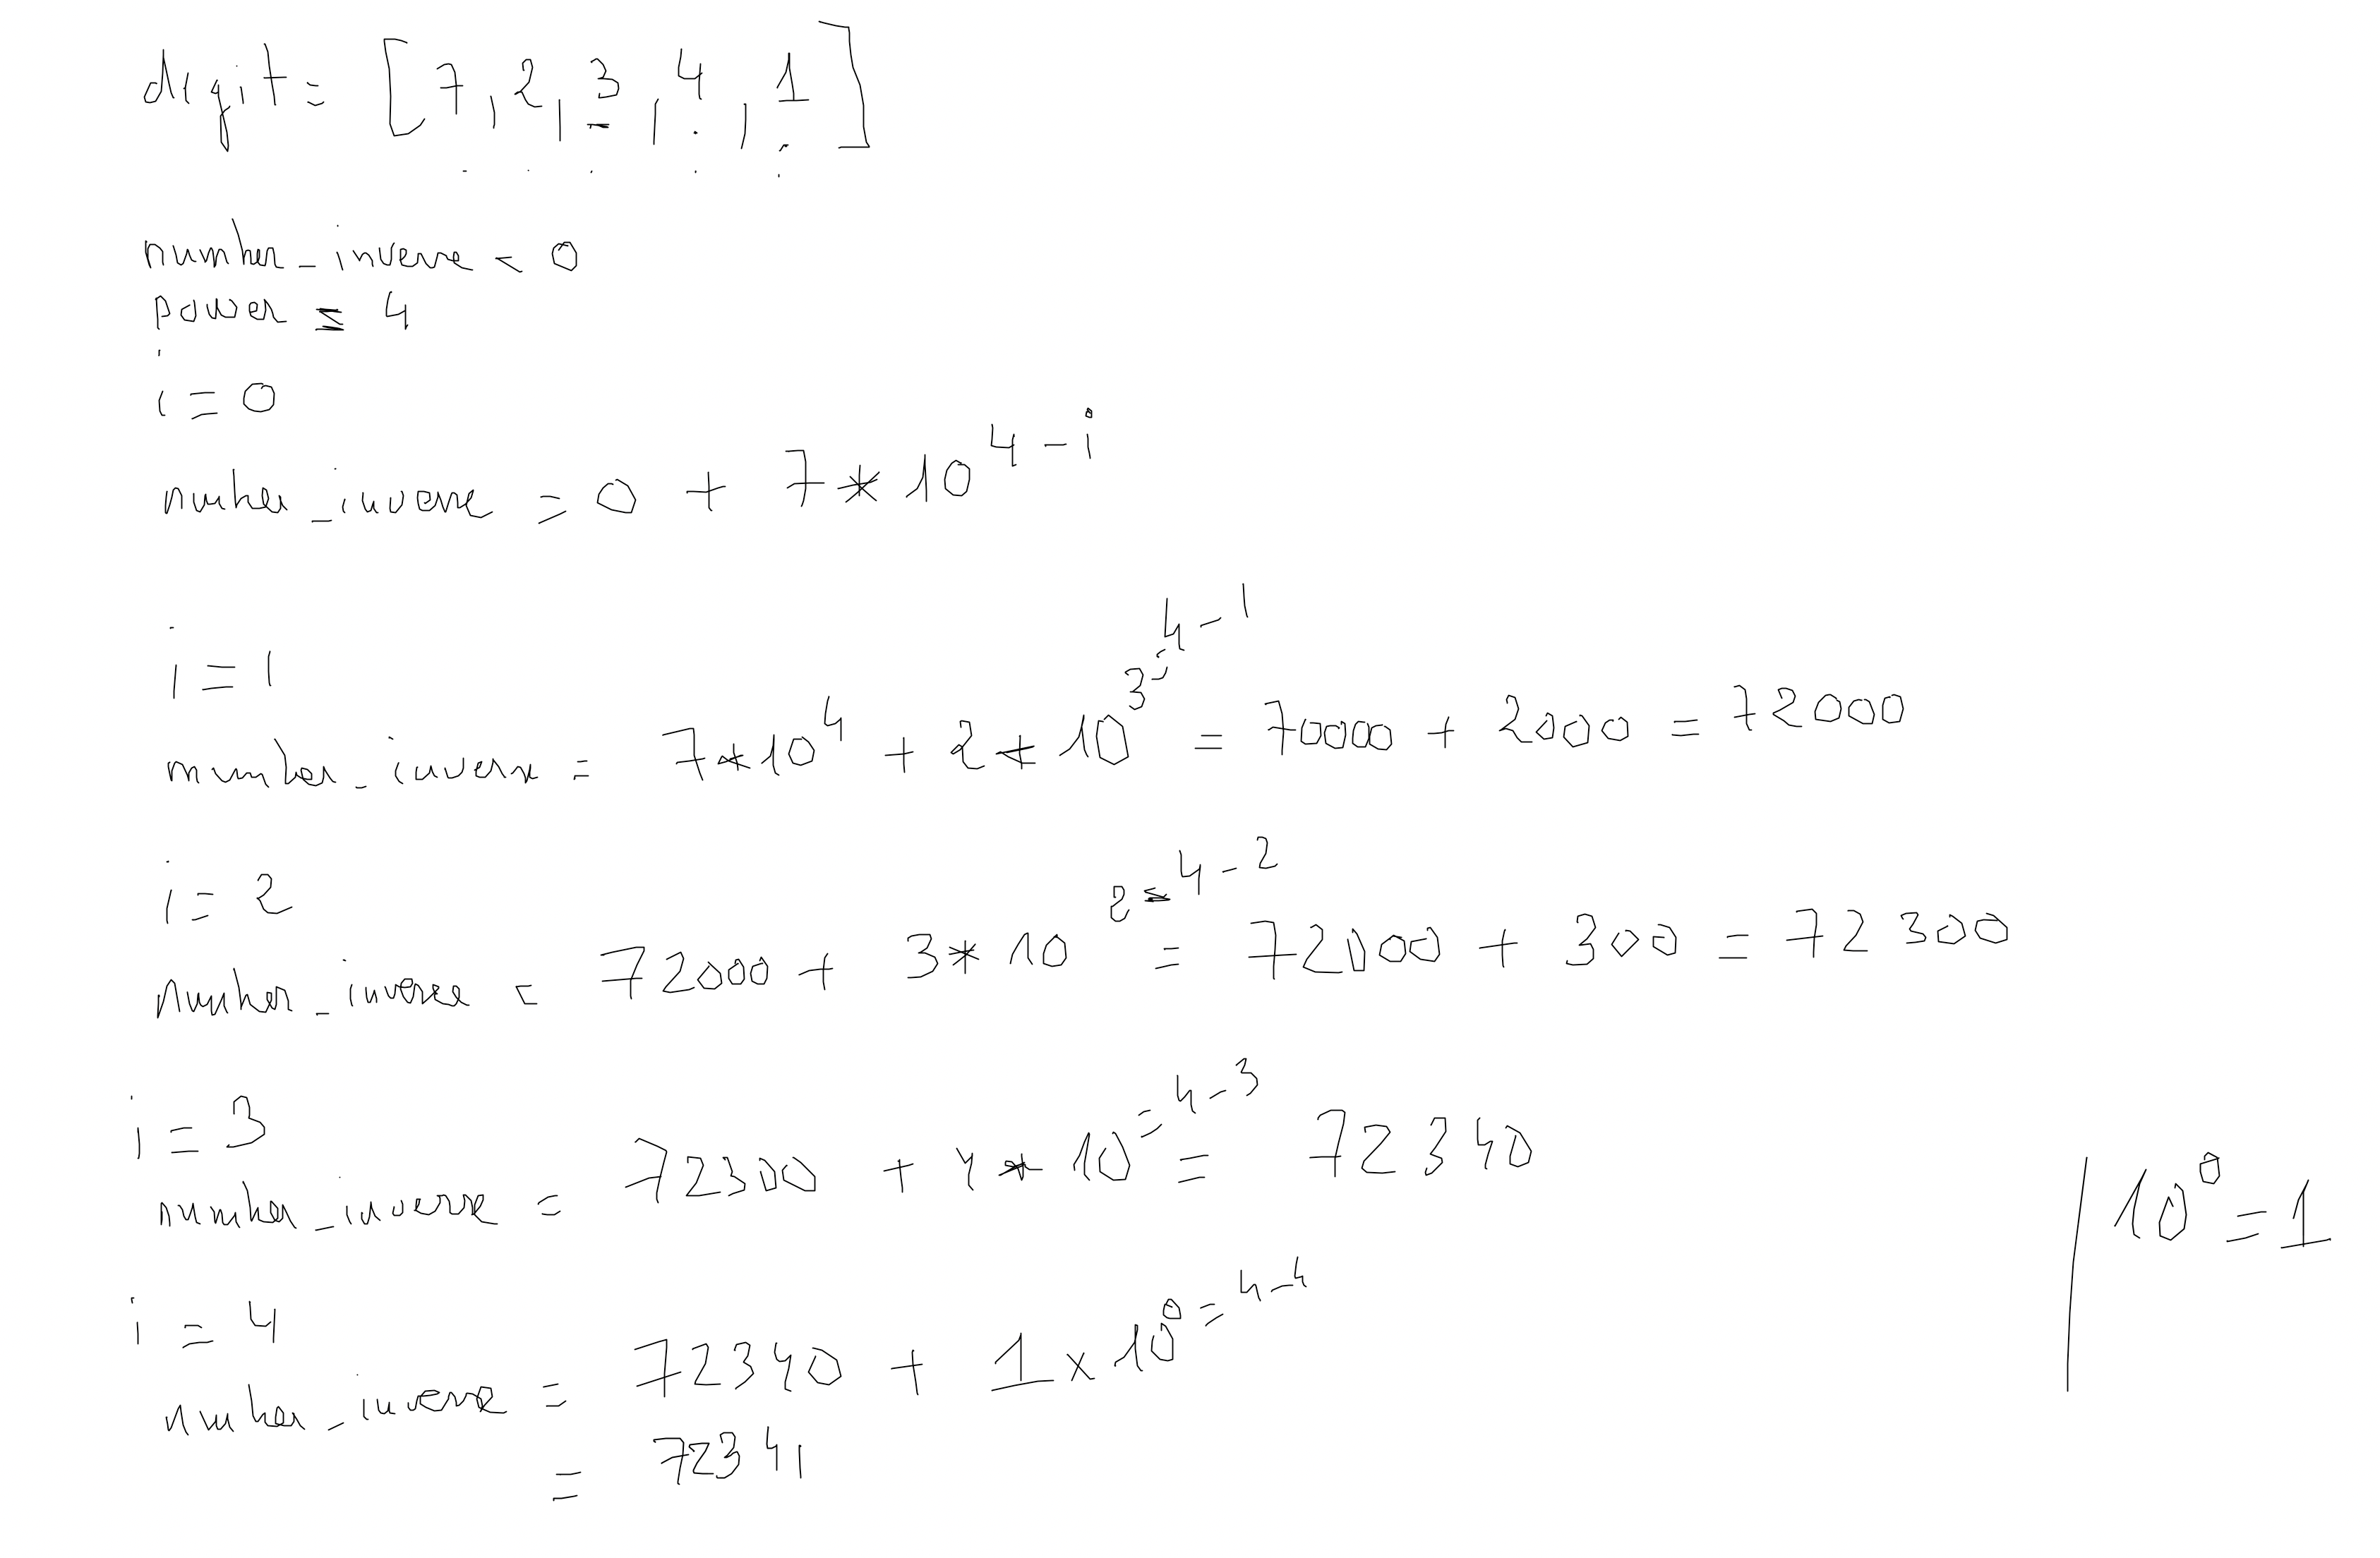 digit = [7, 2, 3, 4, 1]
number_inverse = 0
power = 4
i = 0
number_inverse = 0 + 7 * 10^{4-i}
i = 1
number_inverse = 7*10^4 + 2*10^{3=4-1} = 70000 + 2000 = 72000
i = 2
number_inverse = 72000 + 3*10^{2=4-2} = 72000 + 300 = 72300
i = 3
number_inverse = 72300 + 4*10^{=4-3} = 72340
10^0 = 1
i = 4
number_inverse = 72340 + 1 x 10^{0=4-4}
= 72341